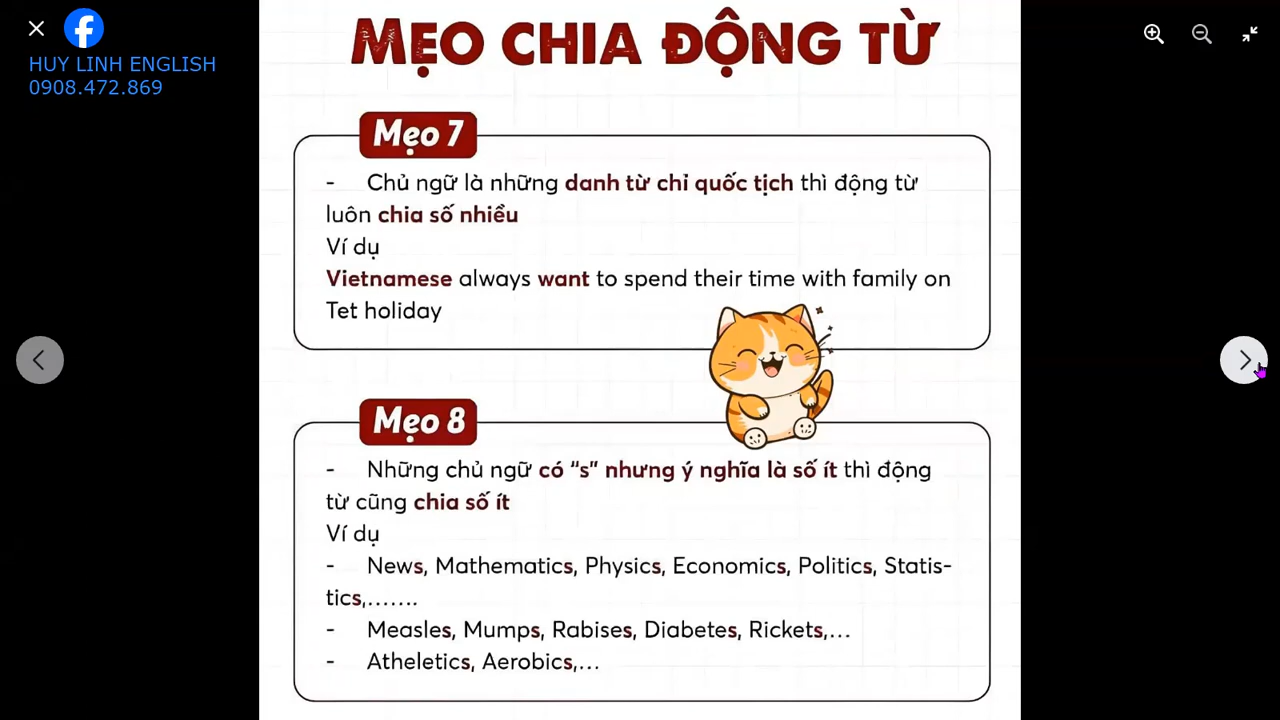 HUY LINH ENGLISH
0908.472.869
MẸO CHIA ĐỘNG TỪ
Mẹo 7
- Chủ ngữ là những danh từ chỉ quốc tịch thì động từ
luôn chia số nhiều
Ví dụ
Vietnamese always want to spend their time with family on
Tet holiday
Mẹo 8
- Những chủ ngữ có “s” nhưng ý nghĩa là số ít thì động
từ cũng chia số ít
Ví dụ
- News, Mathematics, Physics, Economics, Politics, Statis-
tics,.......
- Measles, Mumps, Rabises, Diabetes, Rickets,...
- Atheletics, Aerobics,...